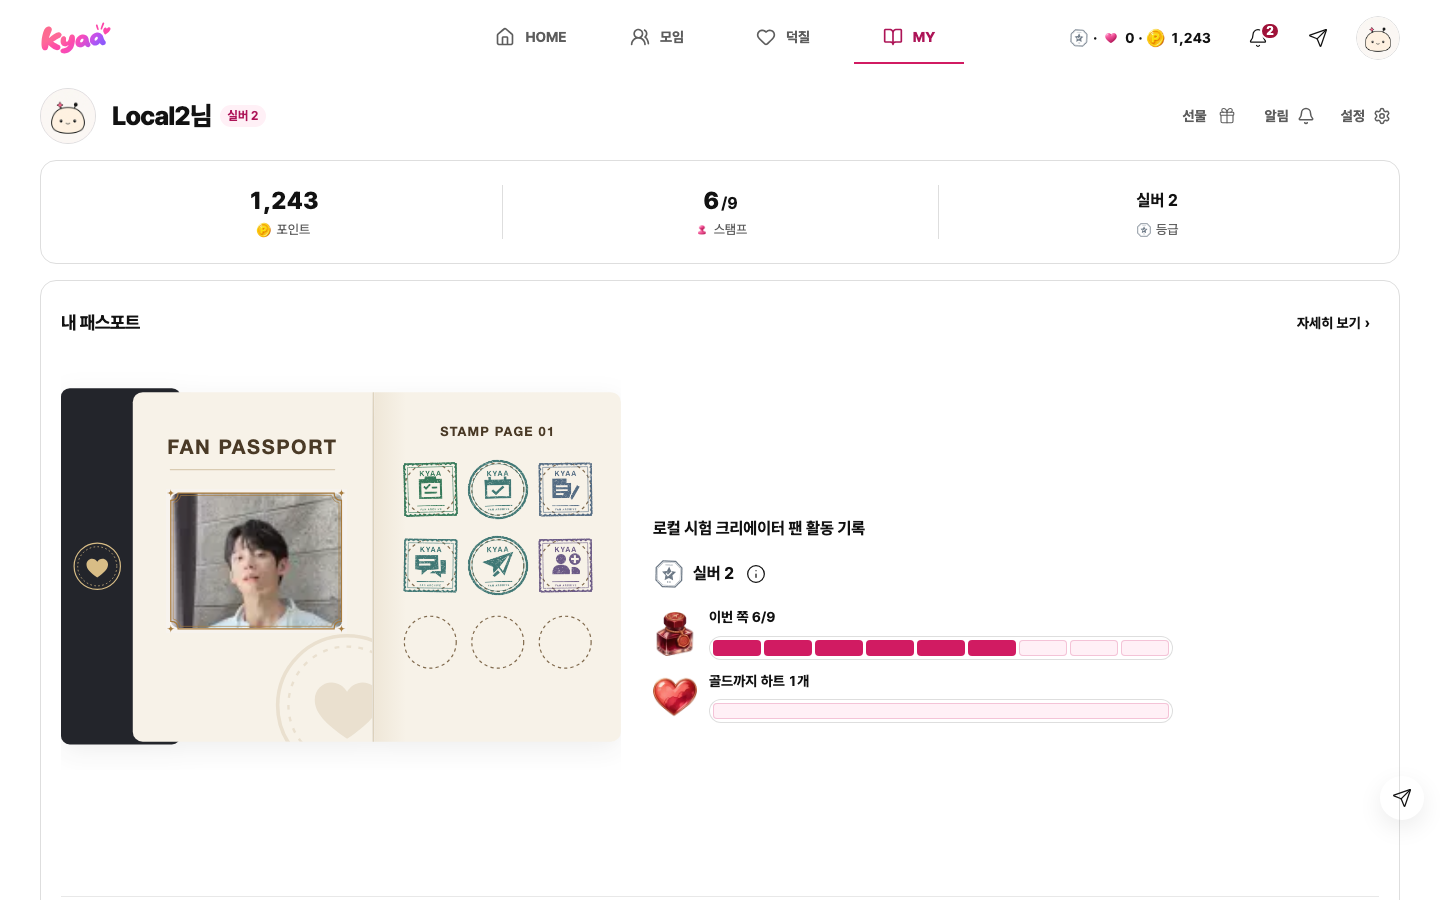 kyaa
HOME
모임
덕질
MY
· 0 · 1,243
2
Local2님
실버 2
선물
알림
설정
1,243
포인트
6/9
스탬프
실버 2
등급
내 패스포트
자세히 보기 ›
FAN PASSPORT
STAMP PAGE 01
KYAA
KYAA
KYAA
KYAA
KYAA
KYAA
로컬 시험 크리에이터 팬 활동 기록
실버 2
이번 쪽 6/9
골드까지 하트 1개